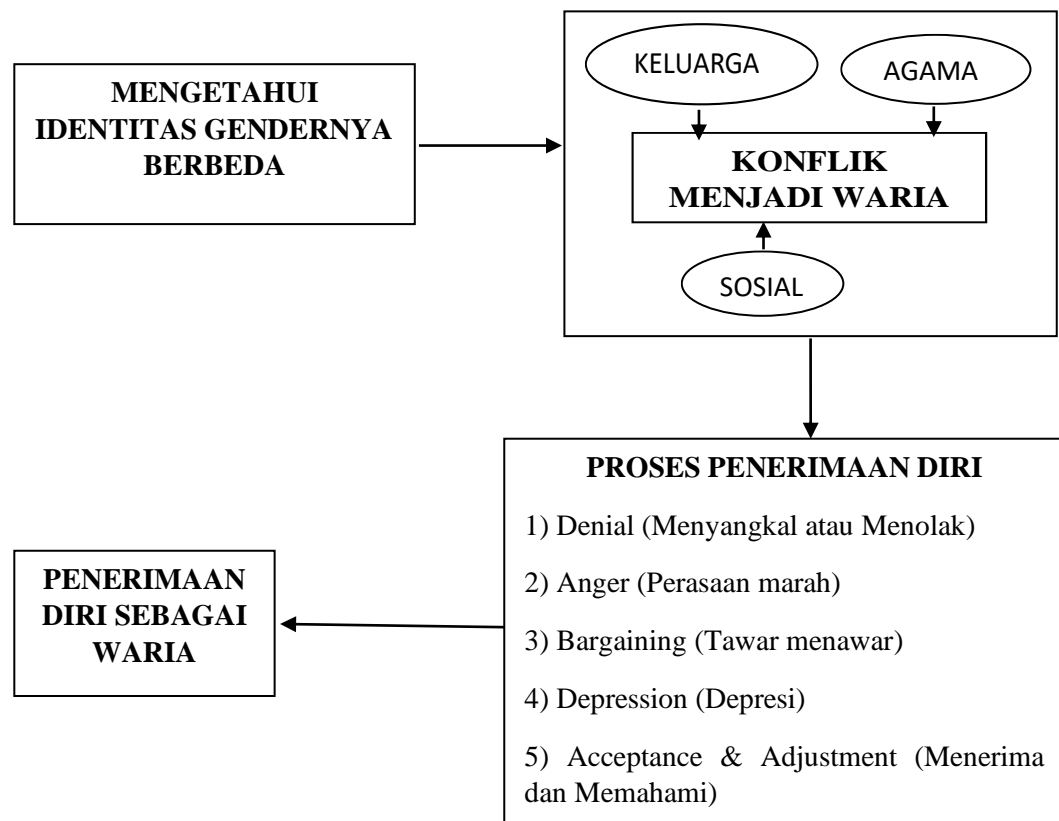 MENGETAHUI
IDENTITAS GENDERNYA
BERBEDA
KELUARGA
AGAMA
KONFLIK
MENJADI WARIA
SOSIAL
PROSES PENERIMAAN DIRI
1) Denial (Menyangkal atau Menolak)
2) Anger (Perasaan marah)
3) Bargaining (Tawar menawar)
4) Depression (Depresi)
5) Acceptance & Adjustment (Menerima
dan Memahami)
PENERIMAAN
DIRI SEBAGAI
WARIA